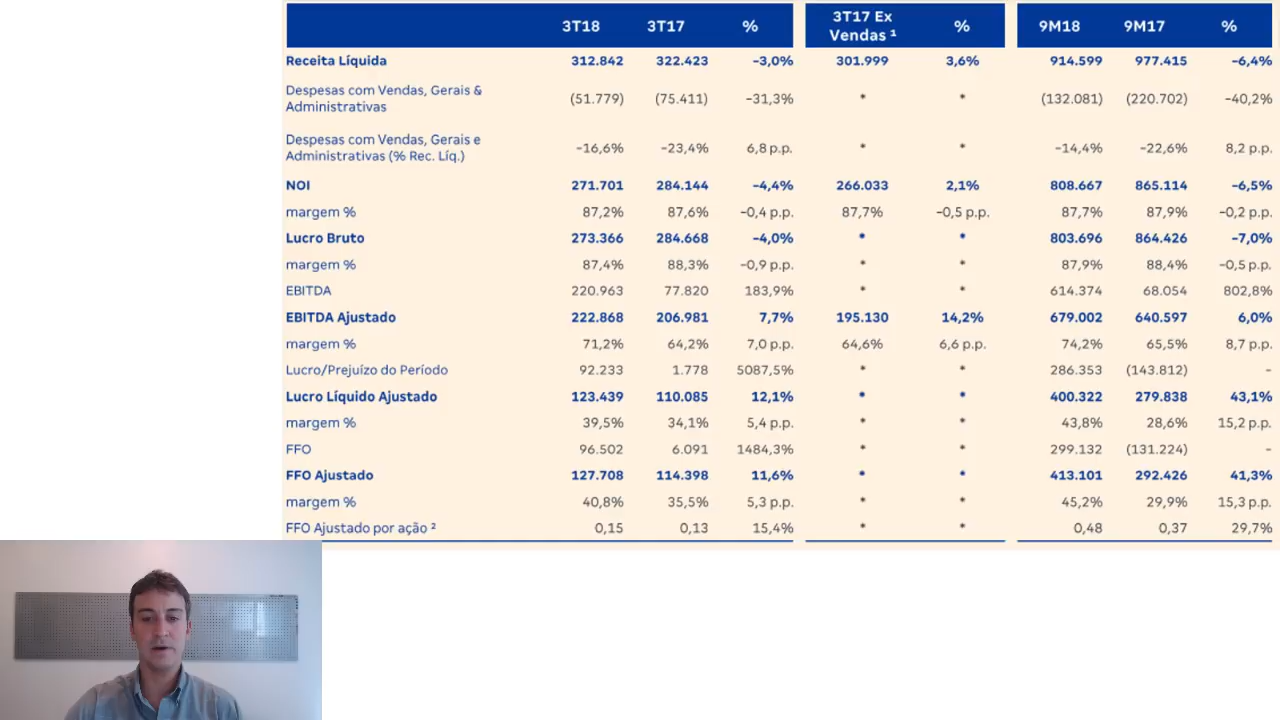 3T18 3T17 % 3T17 Ex Vendas ¹ % 9M18 9M17 %
Receita Líquida 312.842 322.423 -3,0% 301.999 3,6% 914.599 977.415 -6,4%
Despesas com Vendas, Gerais &
Administrativas (51.779) (75.411) -31,3% * * (132.081) (220.702) -40,2%
Despesas com Vendas, Gerais e
Administrativas (% Rec. Líq.) -16,6% -23,4% 6,8 p.p. * * -14,4% -22,6% 8,2 p.p.
NOI 271.701 284.144 -4,4% 266.033 2,1% 808.667 865.114 -6,5%
margem % 87,2% 87,6% -0,4 p.p. 87,7% -0,5 p.p. 87,7% 87,9% -0,2 p.p.
Lucro Bruto 273.366 284.668 -4,0% * * 803.696 864.426 -7,0%
margem % 87,4% 88,3% -0,9 p.p. * * 87,9% 88,4% -0,5 p.p.
EBITDA 220.963 77.820 183,9% * * 614.374 68.054 802,8%
EBITDA Ajustado 222.868 206.981 7,7% 195.130 14,2% 679.002 640.597 6,0%
margem % 71,2% 64,2% 7,0 p.p. 64,6% 6,6 p.p. 74,2% 65,5% 8,7 p.p.
Lucro/Prejuízo do Período 92.233 1.778 5087,5% * * 286.353 (143.812) -
Lucro Líquido Ajustado 123.439 110.085 12,1% * * 400.322 279.838 43,1%
margem % 39,5% 34,1% 5,4 p.p. * * 43,8% 28,6% 15,2 p.p.
FFO 96.502 6.091 1484,3% * * 299.132 (131.224) -
FFO Ajustado 127.708 114.398 11,6% * * 413.101 292.426 41,3%
margem % 40,8% 35,5% 5,3 p.p. * * 45,2% 29,9% 15,3 p.p.
FFO Ajustado por ação ² 0,15 0,13 15,4% * * 0,48 0,37 29,7%